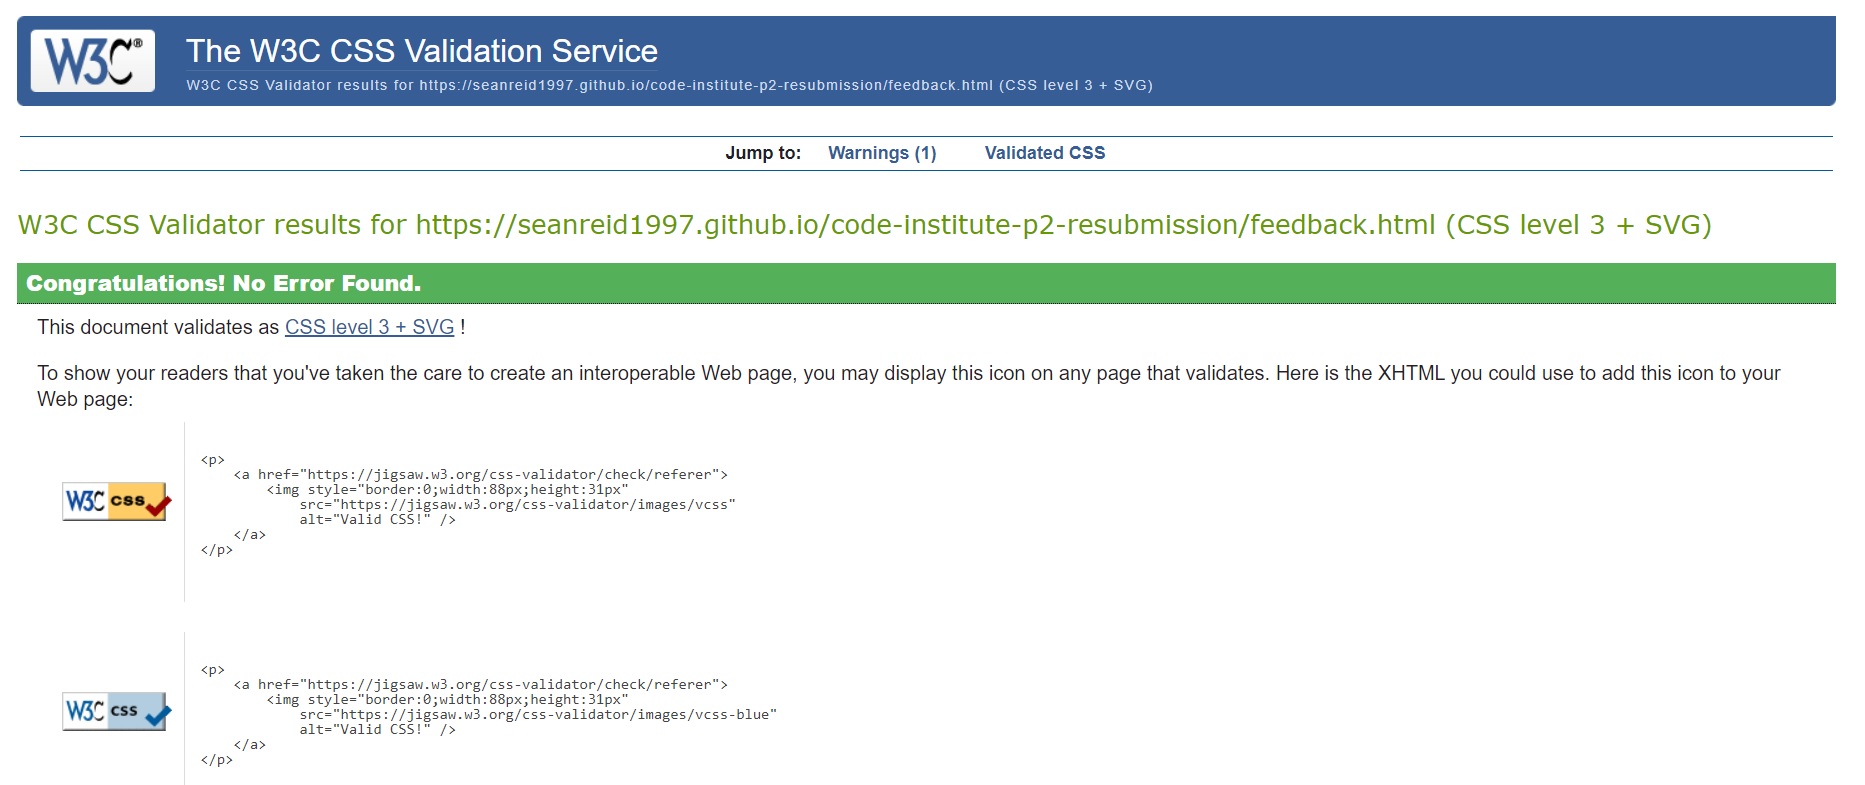 W3C®
The W3C CSS Validation Service
W3C CSS Validator results for https://seanreid1997.github.io/code-institute-p2-resubmission/feedback.html (CSS level 3 + SVG)
Jump to: Warnings (1) Validated CSS
W3C CSS Validator results for https://seanreid1997.github.io/code-institute-p2-resubmission/feedback.html (CSS level 3 + SVG)
Congratulations! No Error Found.
This document validates as CSS level 3 + SVG !
To show your readers that you've taken the care to create an interoperable Web page, you may display this icon on any page that validates. Here is the XHTML you could use to add this icon to your
Web page:
W3C css
<p>
<a href="https://jigsaw.w3.org/css-validator/check/referer">
<img style="border:0;width:88px;height:31px"
src="https://jigsaw.w3.org/css-validator/images/vcss"
alt="Valid CSS!" />
</a>
</p>
W3C css
<p>
<a href="https://jigsaw.w3.org/css-validator/check/referer">
<img style="border:0;width:88px;height:31px"
src="https://jigsaw.w3.org/css-validator/images/vcss-blue"
alt="Valid CSS!" />
</a>
</p>